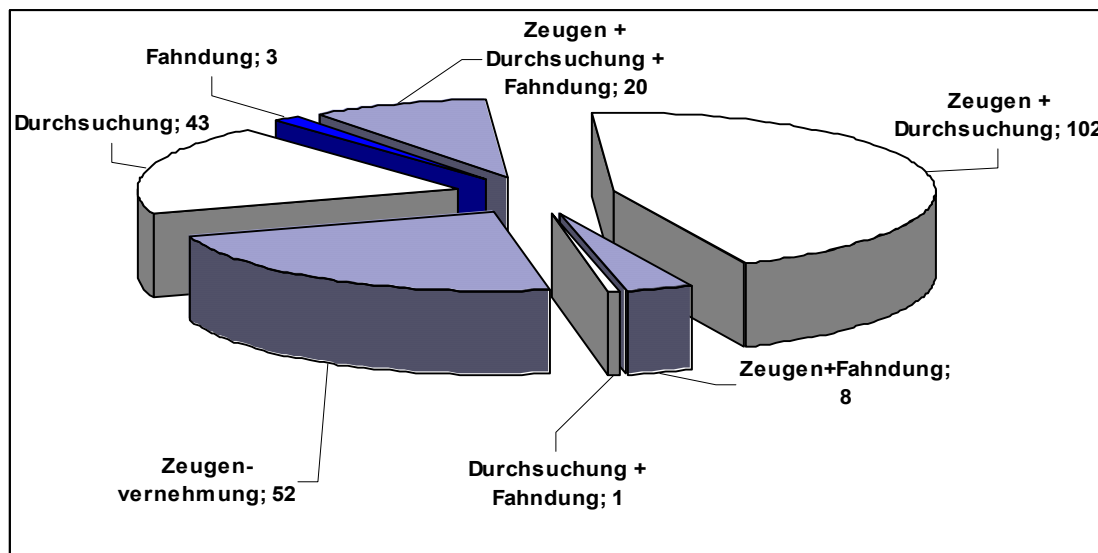 Fahndung; 3
Zeugen +
Durchsuchung +
Fahndung; 20
Zeugen +
Durchsuchung; 102
Durchsuchung; 43
Zeugen+Fahndung;
8
Durchsuchung +
Fahndung; 1
Zeugen-
vernehmung; 52